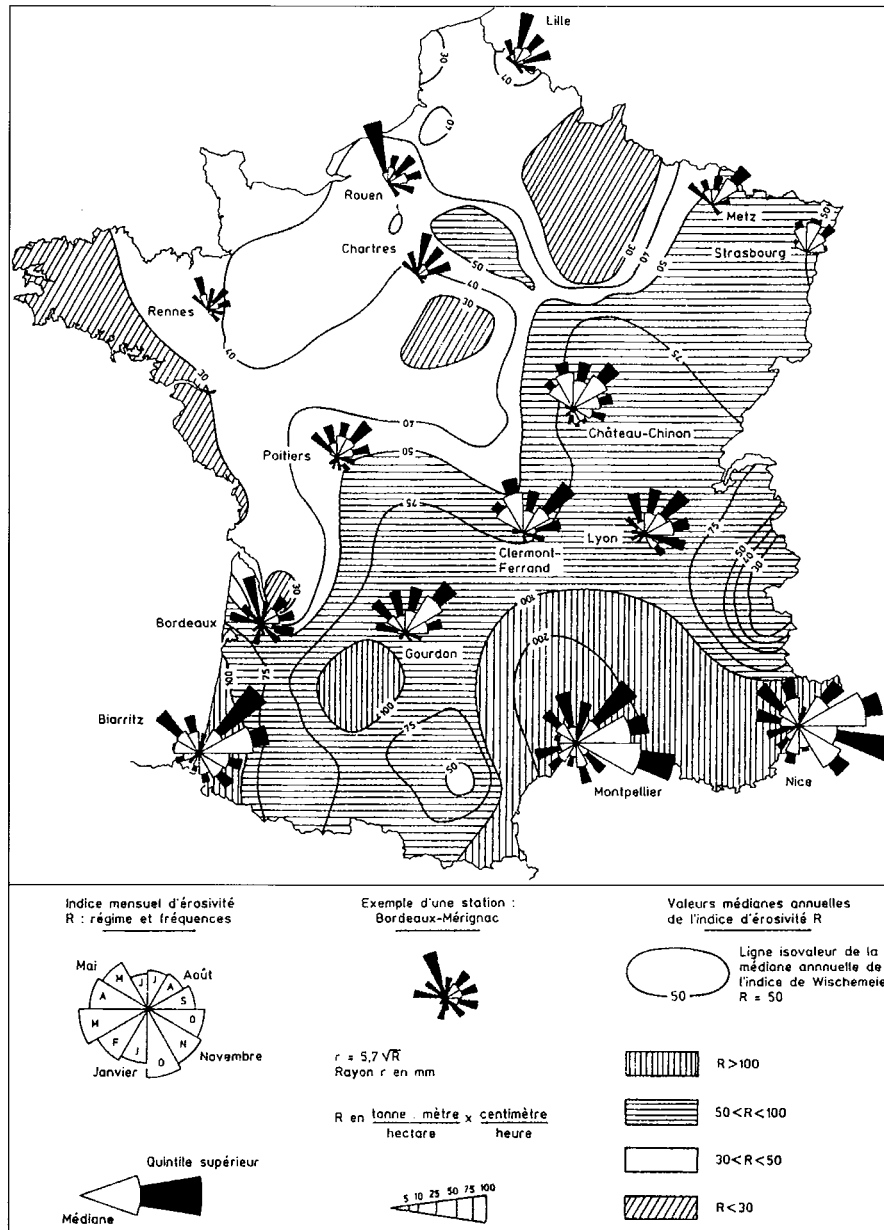 Lille
30
40
40
Rouen
Metz
50
Strasbourg
Chartres
50
30
40
50
40
30
Rennes
40
75
30
Château-Chinon
40
Poitiers
50
75
75
50
40
30
Clermont-
Ferrand
Lyon
30
Bordeaux
100
Gourdon
200
100
75
100
Biarritz
75
50
Montpellier
Nice
Indice mensuel d'érosivité
R : régime et fréquences
Mai
Août
M
J
J
A
A
S
M
O
F
N
J
D
Janvier
Novembre
Quintile supérieur
Médiane
Exemple d'une station :
Bordeaux-Mérignac
r = 5,7 √R
Rayon r en mm
R en tonne . mètre / hectare x centimètre / heure
5 10 25 50 75 100
Valeurs médianes annuelles
de l'indice d'érosivité R
Ligne isovaleur de la
médiane annnuelle de
l'indice de Wischemeie
R = 50
50
R>100
50<R<100
30<R<50
R<30